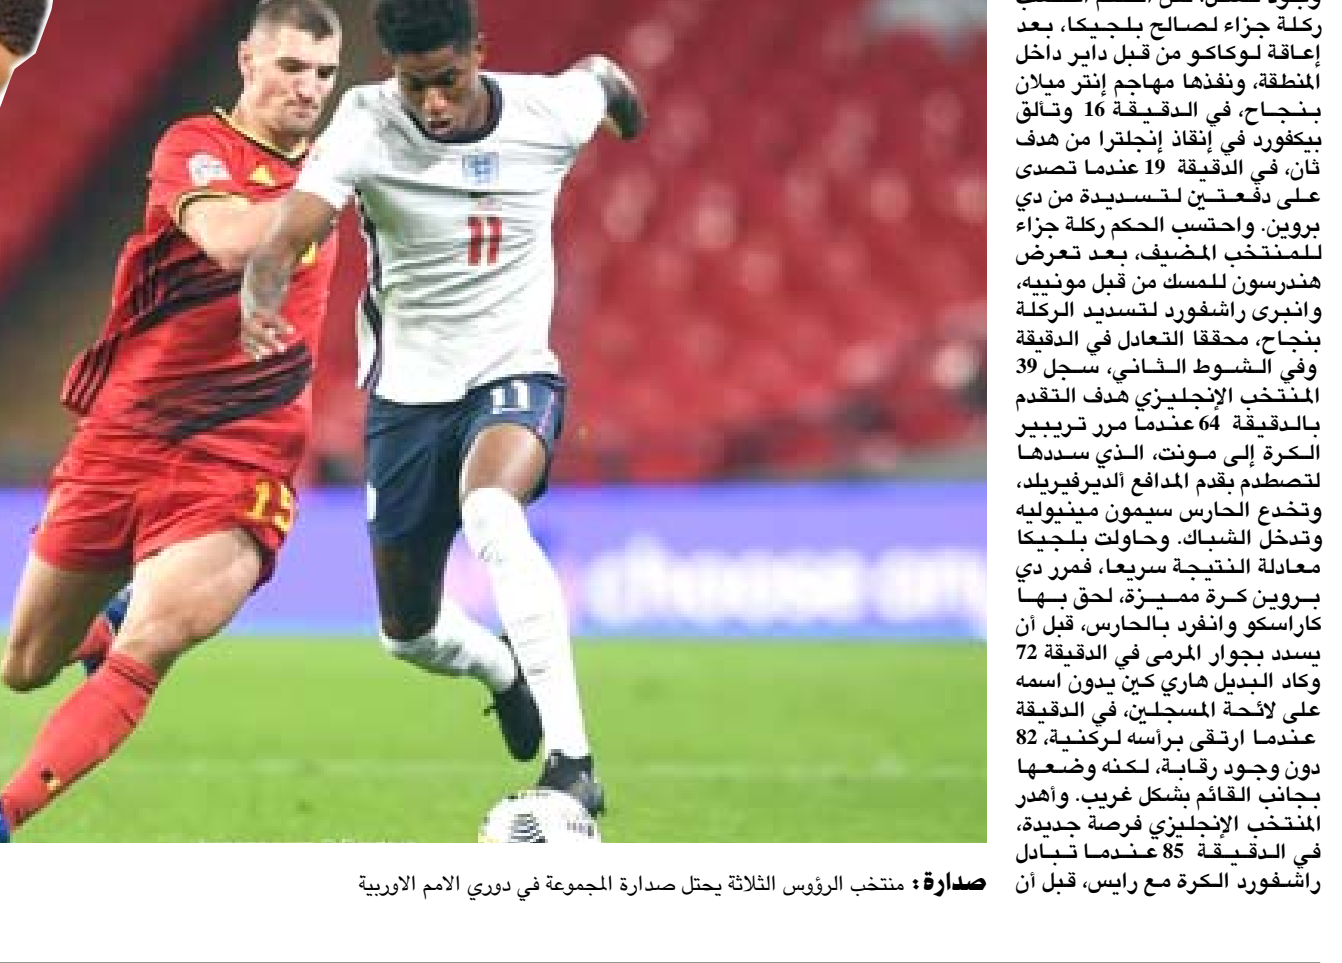 ركلة جزاء لصالح بلجيكا، بعد
إعاقة لوكاكو من قبل داير داخل
المنطقة، ونفذها مهاجم إنتر ميلان
بنجاح، في الدقيقة 16 وتألق
بيكفورد في إنقاذ إنجلترا من هدف
ثان، في الدقيقة 19 عندما تصدى
على دفعتين لتسديدة من دي
بروين. واحتسب الحكم ركلة جزاء
للمنتخب المضيف، بعد تعرض
هندرسون للمسك من قبل مونييه،
وانبرى راشفورد لتسديد الركلة
بنجاح، محققا التعادل في الدقيقة
وفي الشوط الثاني، سجل 39
المنتخب الإنجليزي هدف التقدم
بالدقيقة 64 عندما مرر تريبير
الكرة إلى مونت، الذي سددها
لتصطدم بقدم المدافع ألديرفيريلد،
وتخدع الحارس سيمون مينيوليه
وتدخل الشباك. وحاولت بلجيكا
معادلة النتيجة سريعا، فمرر دي
بروين كرة مميزة، لحق بها
كاراسكو وانفرد بالحارس، قبل أن
يسدد بجوار المرمى في الدقيقة 72
وكاد البديل هاري كين يدون اسمه
على لائحة المسجلين، في الدقيقة
عندما ارتقى برأسه لركنية، 82
دون وجود رقابة، لكنه وضعها
بجانب القائم بشكل غريب. وأهدر
المنتخب الإنجليزي فرصة جديدة،
في الدقيقة 85 عندما تبادل
راشفورد الكرة مع رايس، قبل أن
11
11
15
choose
صدارة: منتخب الرؤوس الثلاثة يحتل صدارة المجموعة في دوري الامم الاوربية